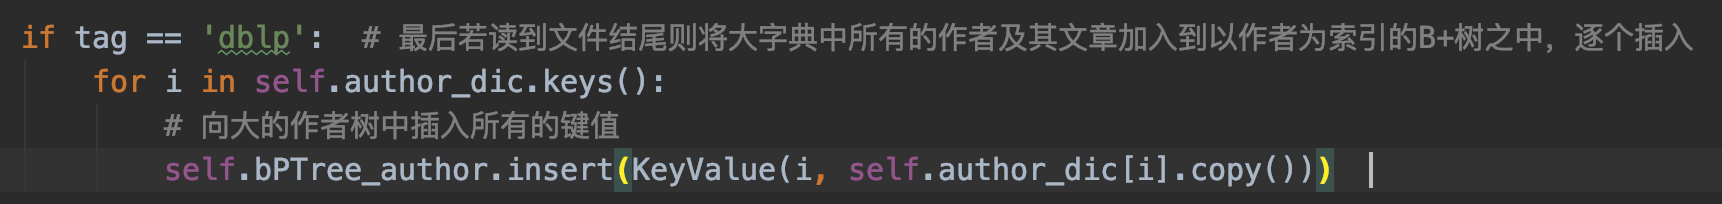 if tag == 'dblp':  # 最后若读到文件结尾则将大字典中所有的作者及其文章加入到以作者为索引的B+树之中，逐个插入
    for i in self.author_dic.keys():
        # 向大的作者树中插入所有的键值
        self.bPTree_author.insert(KeyValue(i, self.author_dic[i].copy()))